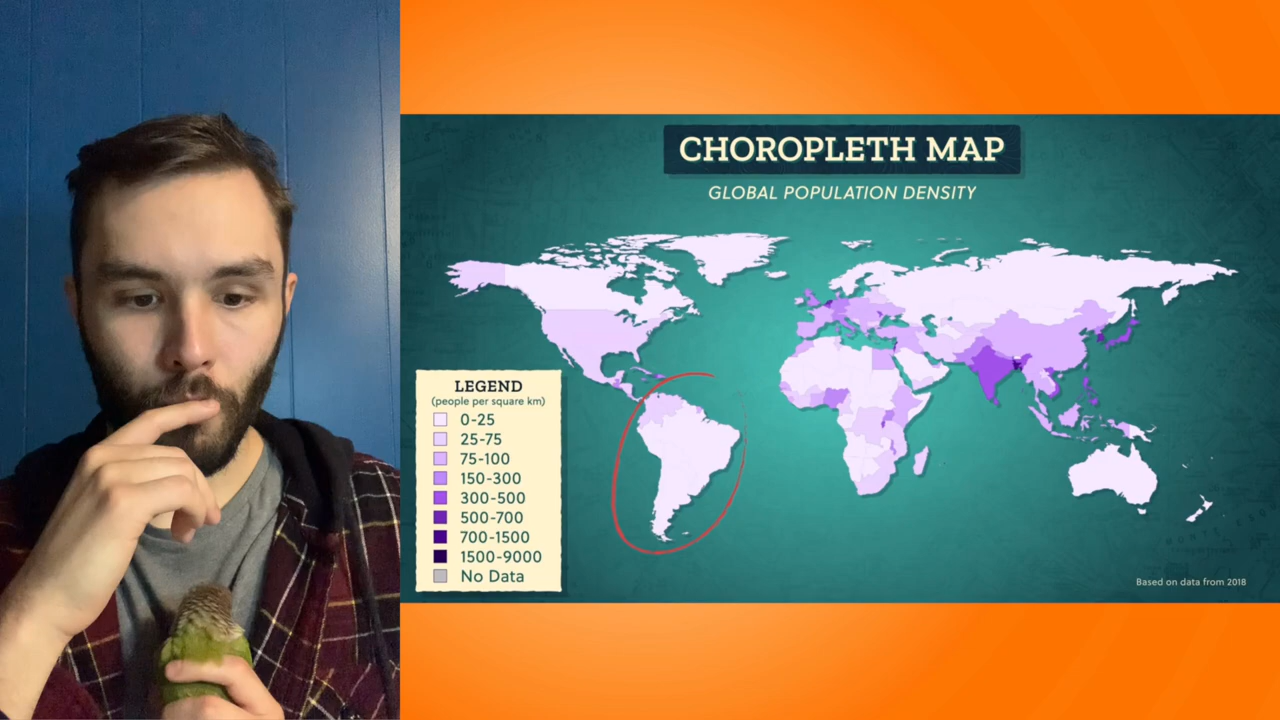 CHOROPLETH MAP
GLOBAL POPULATION DENSITY
LEGEND
(people per square km)
0-25
25-75
75-100
150-300
300-500
500-700
700-1500
1500-9000
No Data
Based on data from 2018